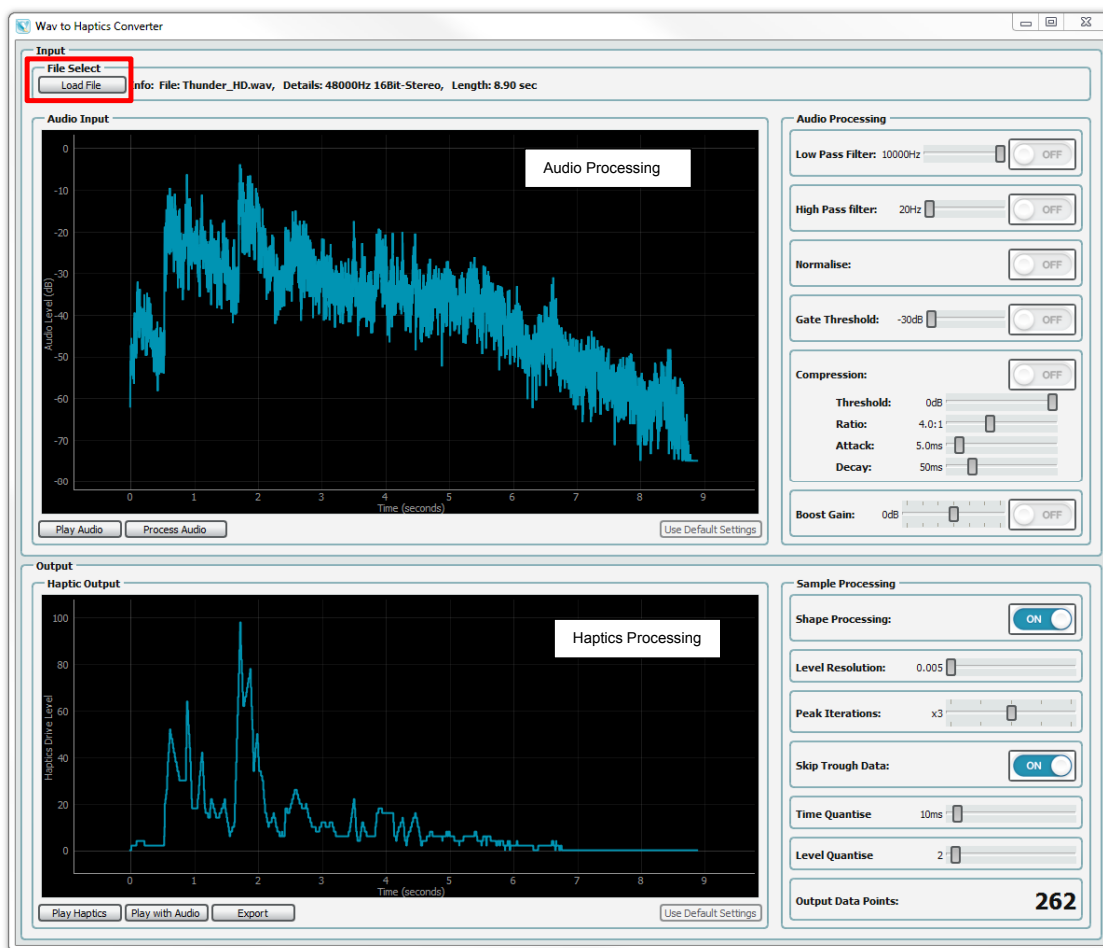 Wav to Haptics Converter
Input
File Select
Load File
Info: File: Thunder_HD.wav, Details: 48000Hz 16Bit-Stereo, Length: 8.90 sec
Audio Input
Audio Processing
0
-10
-20
-30
-40
-50
-60
-70
-80
Audio Level (dB)
0 1 2 3 4 5 6 7 8 9
Time (seconds)
Play Audio
Process Audio
Use Default Settings
Audio Processing
Low Pass Filter: 10000Hz OFF
High Pass filter: 20Hz OFF
Normalise: OFF
Gate Threshold: -30dB OFF
Compression: OFF
Threshold: 0dB
Ratio: 4.0:1
Attack: 5.0ms
Decay: 50ms
Boost Gain: 0dB OFF
Output
Haptic Output
Haptics Processing
100
80
60
40
20
0
Haptics Drive Level
0 1 2 3 4 5 6 7 8 9
Time (seconds)
Play Haptics
Play with Audio
Export
Use Default Settings
Sample Processing
Shape Processing: ON
Level Resolution: 0.005
Peak Iterations: x3
Skip Trough Data: ON
Time Quantise 10ms
Level Quantise 2
Output Data Points: 262